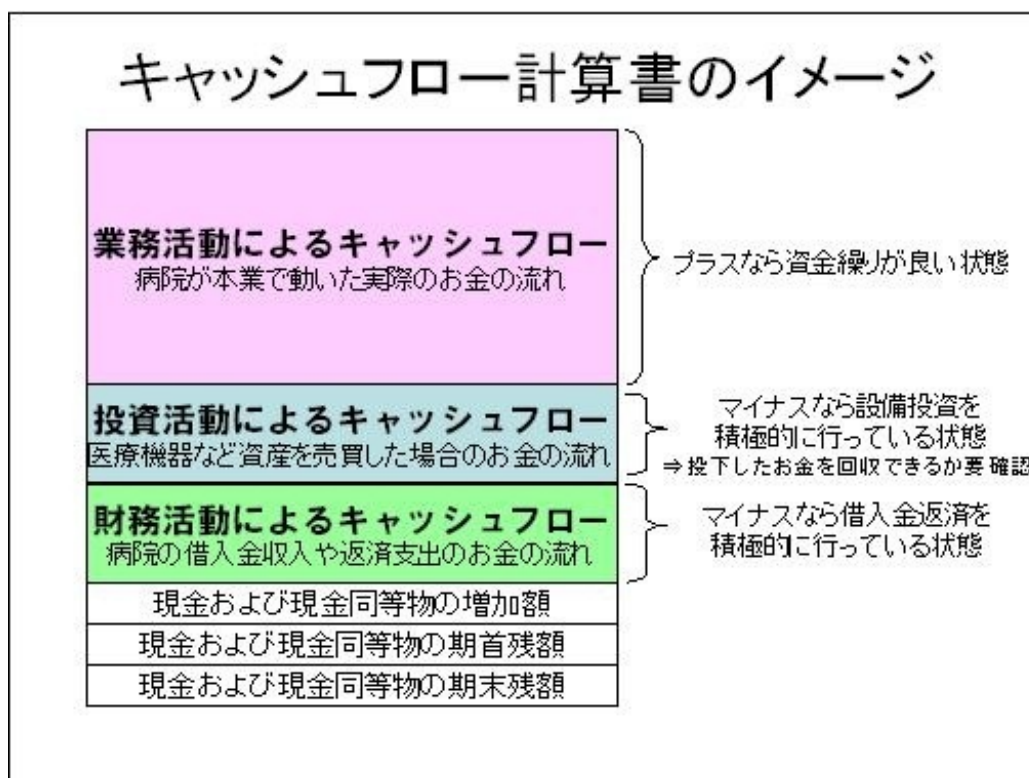 キャッシュフロー計算書のイメージ
業務活動によるキャッシュフロー
病院が本業で動いた実際のお金の流れ
プラスなら資金繰りが良い状態
投資活動によるキャッシュフロー
医療機器など資産を売買した場合のお金の流れ
マイナスなら設備投資を
積極的に行っている状態
⇒投下したお金を回収できるか要確認
財務活動によるキャッシュフロー
病院の借入金収入や返済支出のお金の流れ
マイナスなら借入金返済を
積極的に行っている状態
現金および現金同等物の増加額
現金および現金同等物の期首残額
現金および現金同等物の期末残額